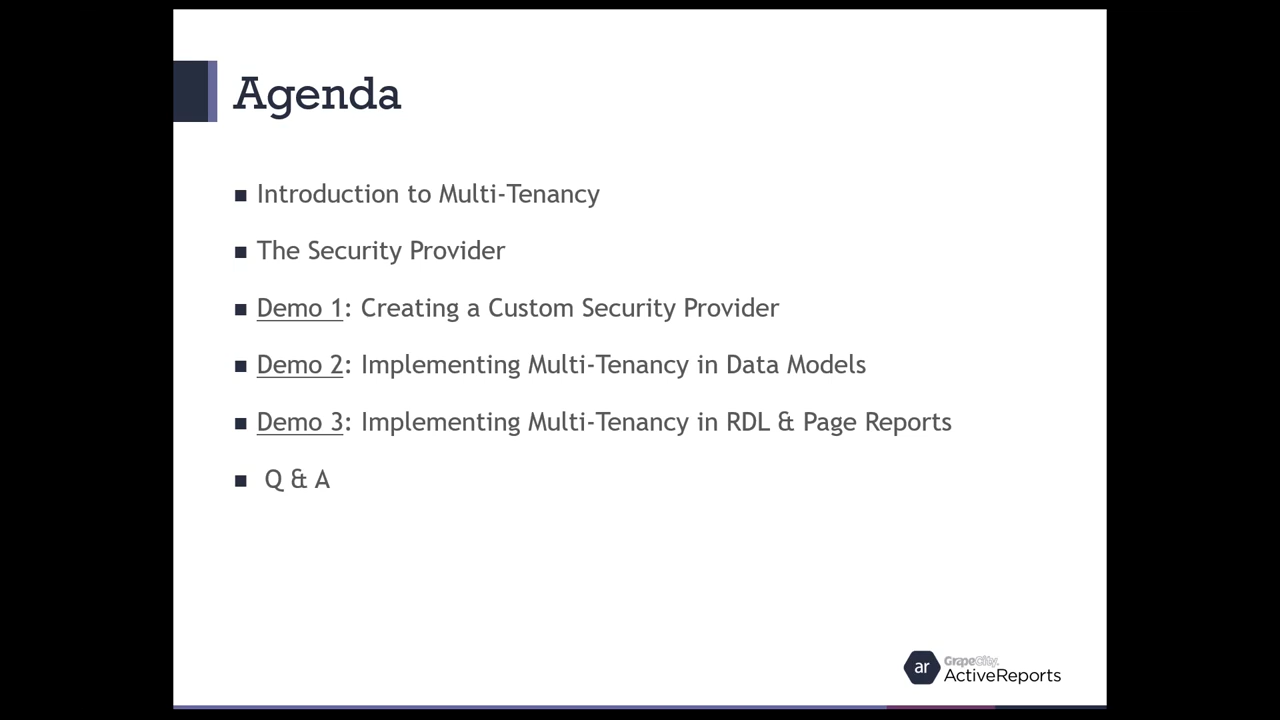 Agenda
Introduction to Multi-Tenancy
The Security Provider
Demo 1: Creating a Custom Security Provider
Demo 2: Implementing Multi-Tenancy in Data Models
Demo 3: Implementing Multi-Tenancy in RDL & Page Reports
Q & A
ar
GrapeCity.
ActiveReports